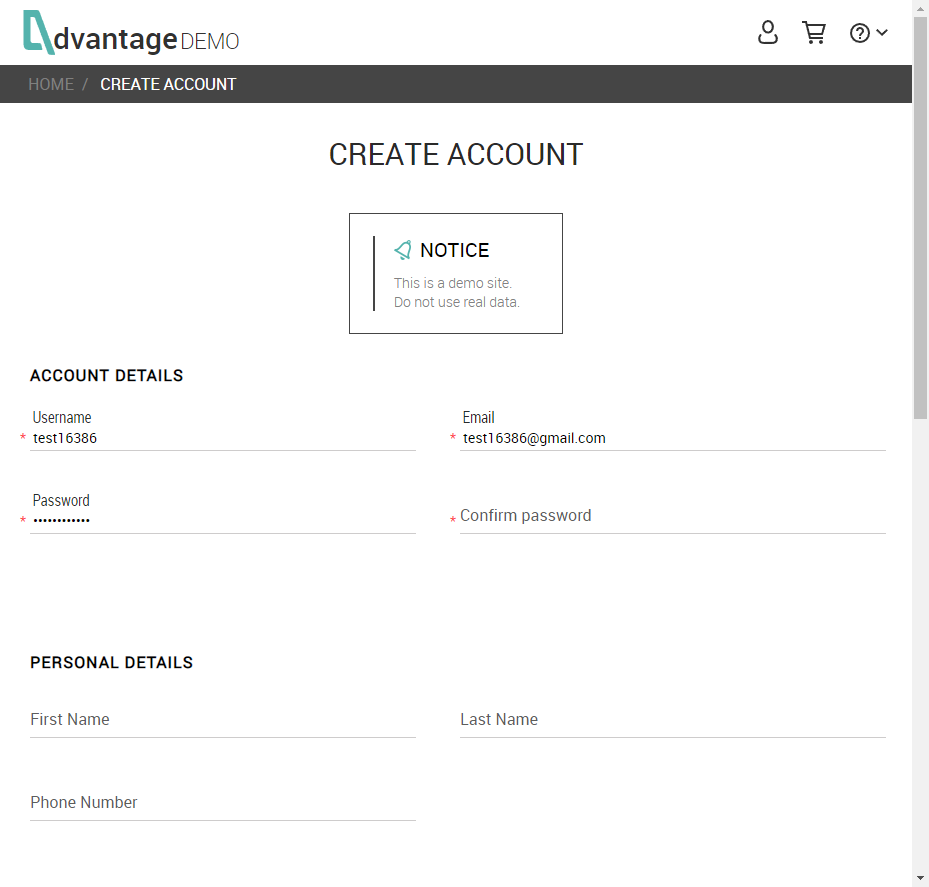 dvantage DEMO
HOME / CREATE ACCOUNT
CREATE ACCOUNT
NOTICE
This is a demo site.
Do not use real data.
ACCOUNT DETAILS
Username
* test16386
Email
* test16386@gmail.com
Password
* ••••••••••••
* Confirm password
PERSONAL DETAILS
First Name
Last Name
Phone Number